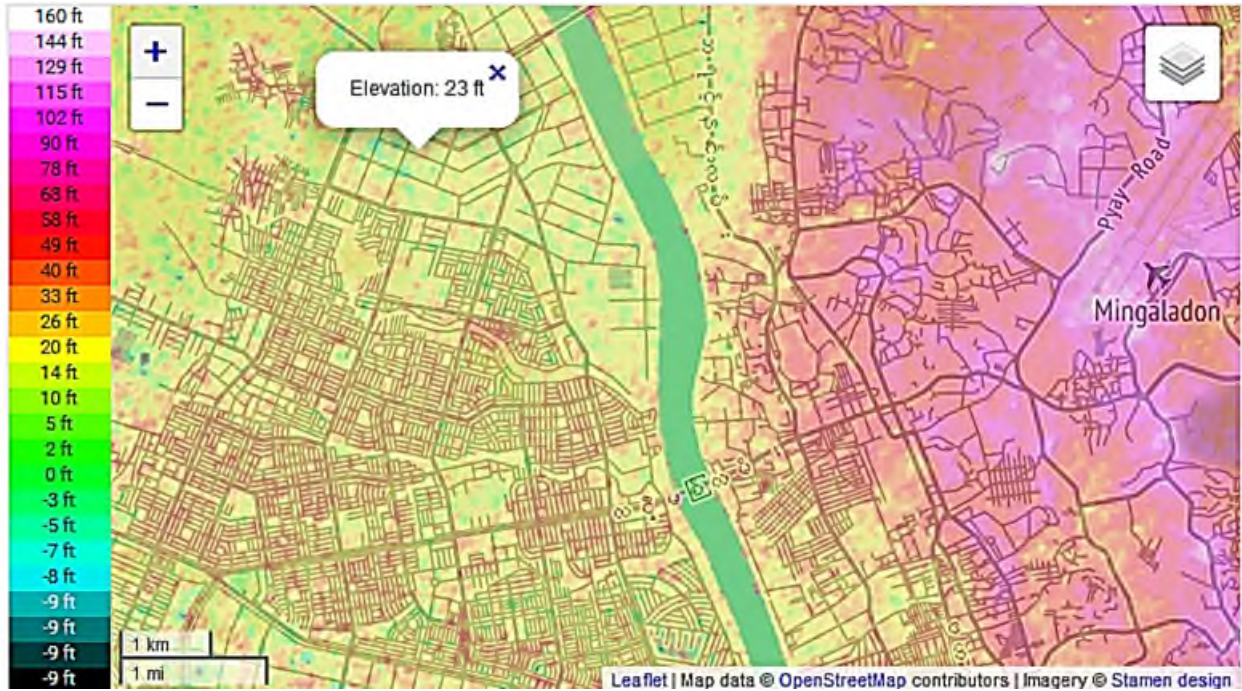 160 ft
144 ft
129 ft
115 ft
102 ft
90 ft
78 ft
68 ft
58 ft
49 ft
40 ft
33 ft
26 ft
20 ft
14 ft
10 ft
5 ft
2 ft
0 ft
-3 ft
-5 ft
-7 ft
-8 ft
-9 ft
-9 ft
-9 ft
-9 ft
+
−
Elevation: 23 ft ×
Pyay Road
Mingaladon
1 km
1 mi
Leaflet | Map data © OpenStreetMap contributors | Imagery © Stamen design